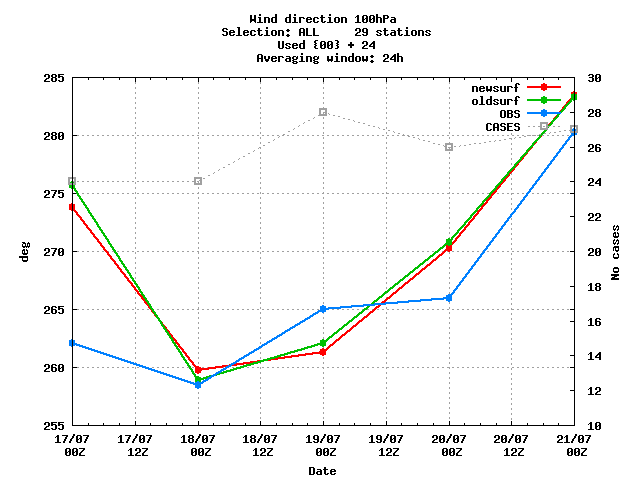 Wind direction 100hPa
Selection: ALL     29 stations
Used {00} + 24
Averaging window: 24h
285
280
275
270
265
260
255
deg
30
28
26
24
22
20
18
16
14
12
10
No cases
newsurf
oldsurf
OBS
CASES
17/07 17/07 18/07 18/07 19/07 19/07 20/07 20/07 21/07
00Z 12Z 00Z 12Z 00Z 12Z 00Z 12Z 00Z
Date